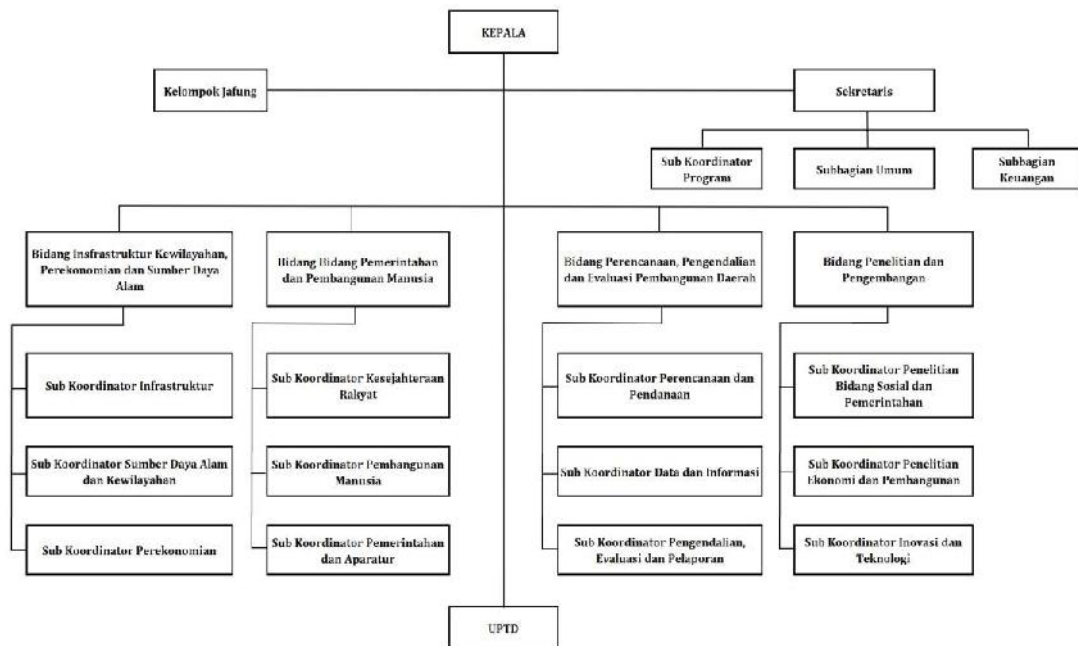 KEPALA
Kelompok Jafung
Sekretaris
Sub Koordinator
Program
Subbagian Umum
Subbagian
Keuangan
Bidang Insfrastruktur Kewilayahan,
Perekonomian dan Sumber Daya
Alam
Bidang Bidang Pemerintahan
dan Pembangunan Manusia
Bidang Perencanaan, Pengendalian
dan Evaluasi Pembangunan Daerah
Bidang Penelitian dan
Pengembangan
Sub Koordinator Infrastruktur
Sub Koordinator Kesejahteraan
Rakyat
Sub Koordinator Perencanaan dan
Pendanaan
Sub Koordinator Penelitian
Bidang Sosial dan
Pemerintahan
Sub Koordinator Sumber Daya Alam
dan Kewilayahan
Sub Koordinator Pembangunan
Manusia
Sub Koordinator Data dan Informasi
Sub Koordinator Penelitian
Ekonomi dan Pembangunan
Sub Koordinator Perekonomian
Sub Koordinator Pemerintahan
dan Aparatur
Sub Koordinator Pengendalian,
Evaluasi dan Pelaporan
Sub Koordinator Inovasi dan
Teknologi
UPTD